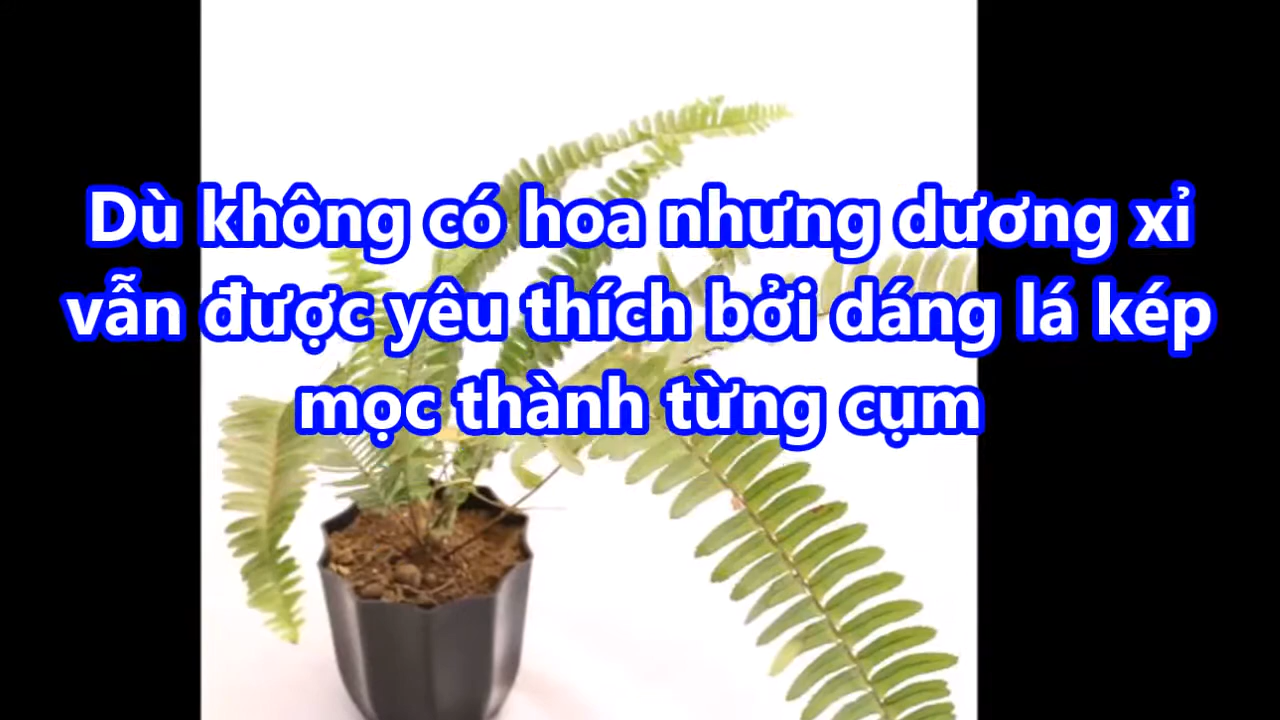 Dù không có hoa nhưng dương xỉ
vẫn được yêu thích bởi dáng lá kép
mọc thành từng cụm